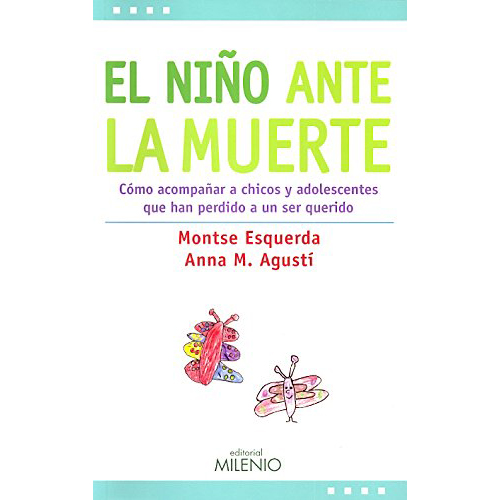 EL NIÑO ANTE
LA MUERTE
Cómo acompañar a chicos y adolescentes
que han perdido a un ser querido
Montse Esquerda
Anna M. Agustí
editorial
MILENIO